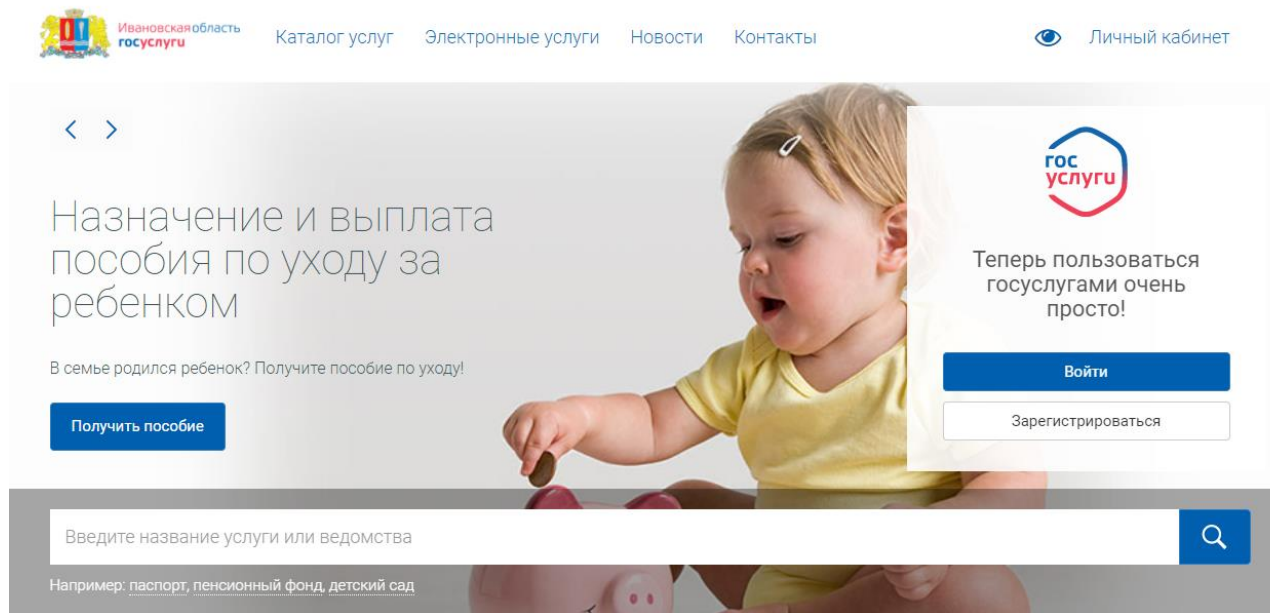 Ивановская область
госуслуги
Каталог услуг
Электронные услуги
Новости
Контакты
Личный кабинет
Назначение и выплата
пособия по уходу за
ребенком
В семье родился ребенок? Получите пособие по уходу!
Получить пособие
гос
услуги
Теперь пользоваться
госуслугами очень
просто!
Войти
Зарегистрироваться
Введите название услуги или ведомства
Например: паспорт, пенсионный фонд, детский сад